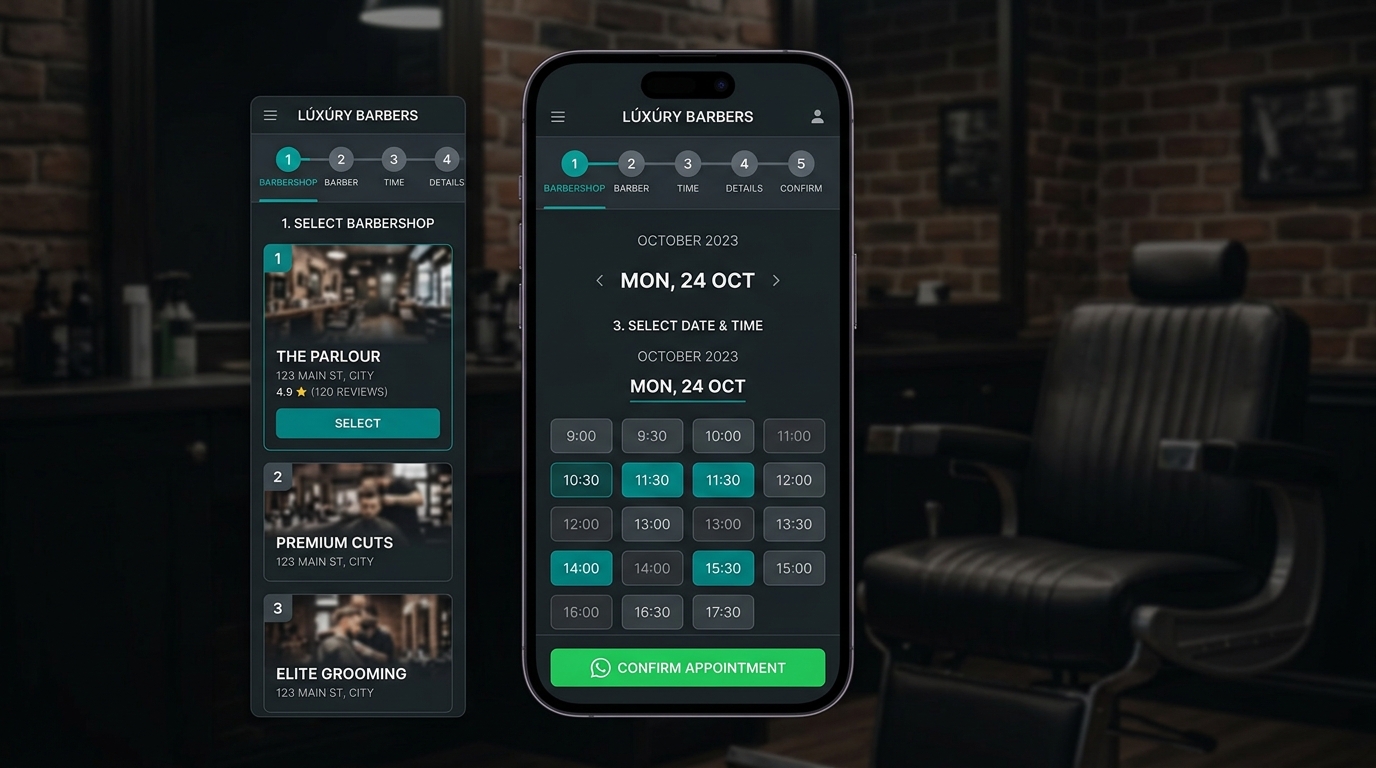 LÚXÚRY BARBERS
1 2 3 4
BARBERSHOP BARBER TIME DETAILS
1. SELECT BARBERSHOP
1
THE PARLOUR
123 MAIN ST, CITY
4.9 ⭐ (120 REVIEWS)
SELECT
2
PREMIUM CUTS
123 MAIN ST, CITY
3
ELITE GROOMING
123 MAIN ST, CITY
LÚXÚRY BARBERS
1 2 3 4 5
BARBERSHOP BARBER TIME DETAILS CONFIRM
OCTOBER 2023
MON, 24 OCT
3. SELECT DATE & TIME
OCTOBER 2023
MON, 24 OCT
9:00 9:30 10:00 11:00
10:30 11:30 11:30 12:00
12:00 13:00 13:00 13:30
14:00 14:00 15:30 15:00
16:00 16:30 17:30
CONFIRM APPOINTMENT